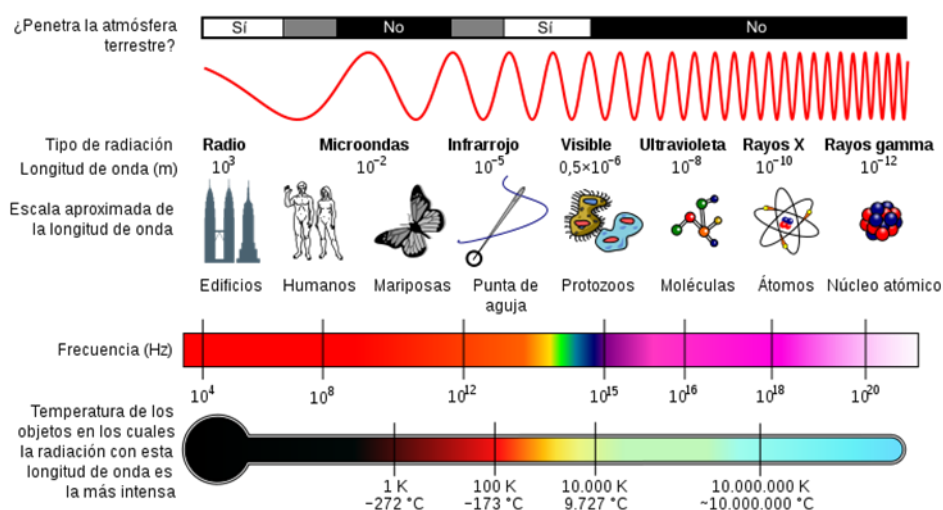 ¿Penetra la atmósfera
terrestre?
Sí No Sí No
Tipo de radiación Radio Microondas Infrarrojo Visible Ultravioleta Rayos X Rayos gamma
Longitud de onda (m) 10³ 10⁻² 10⁻⁵ 0,5×10⁻⁶ 10⁻⁸ 10⁻¹⁰ 10⁻¹²
Escala aproximada de
la longitud de onda
Edificios Humanos Mariposas Punta de Protozoos Moléculas Átomos Núcleo atómico
aguja
Frecuencia (Hz)
10⁴ 10⁸ 10¹² 10¹⁵ 10¹⁶ 10¹⁸ 10²⁰
Temperatura de los
objetos en los cuales
la radiación con esta
longitud de onda es
la más intensa
1 K 100 K 10.000 K 10.000.000 K
−272 °C −173 °C 9.727 °C ~10.000.000 °C